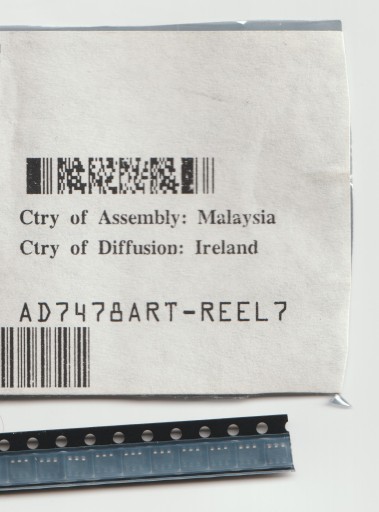 Ctry of Assembly: Malaysia
Ctry of Diffusion: Ireland
AD7478ART-REEL7